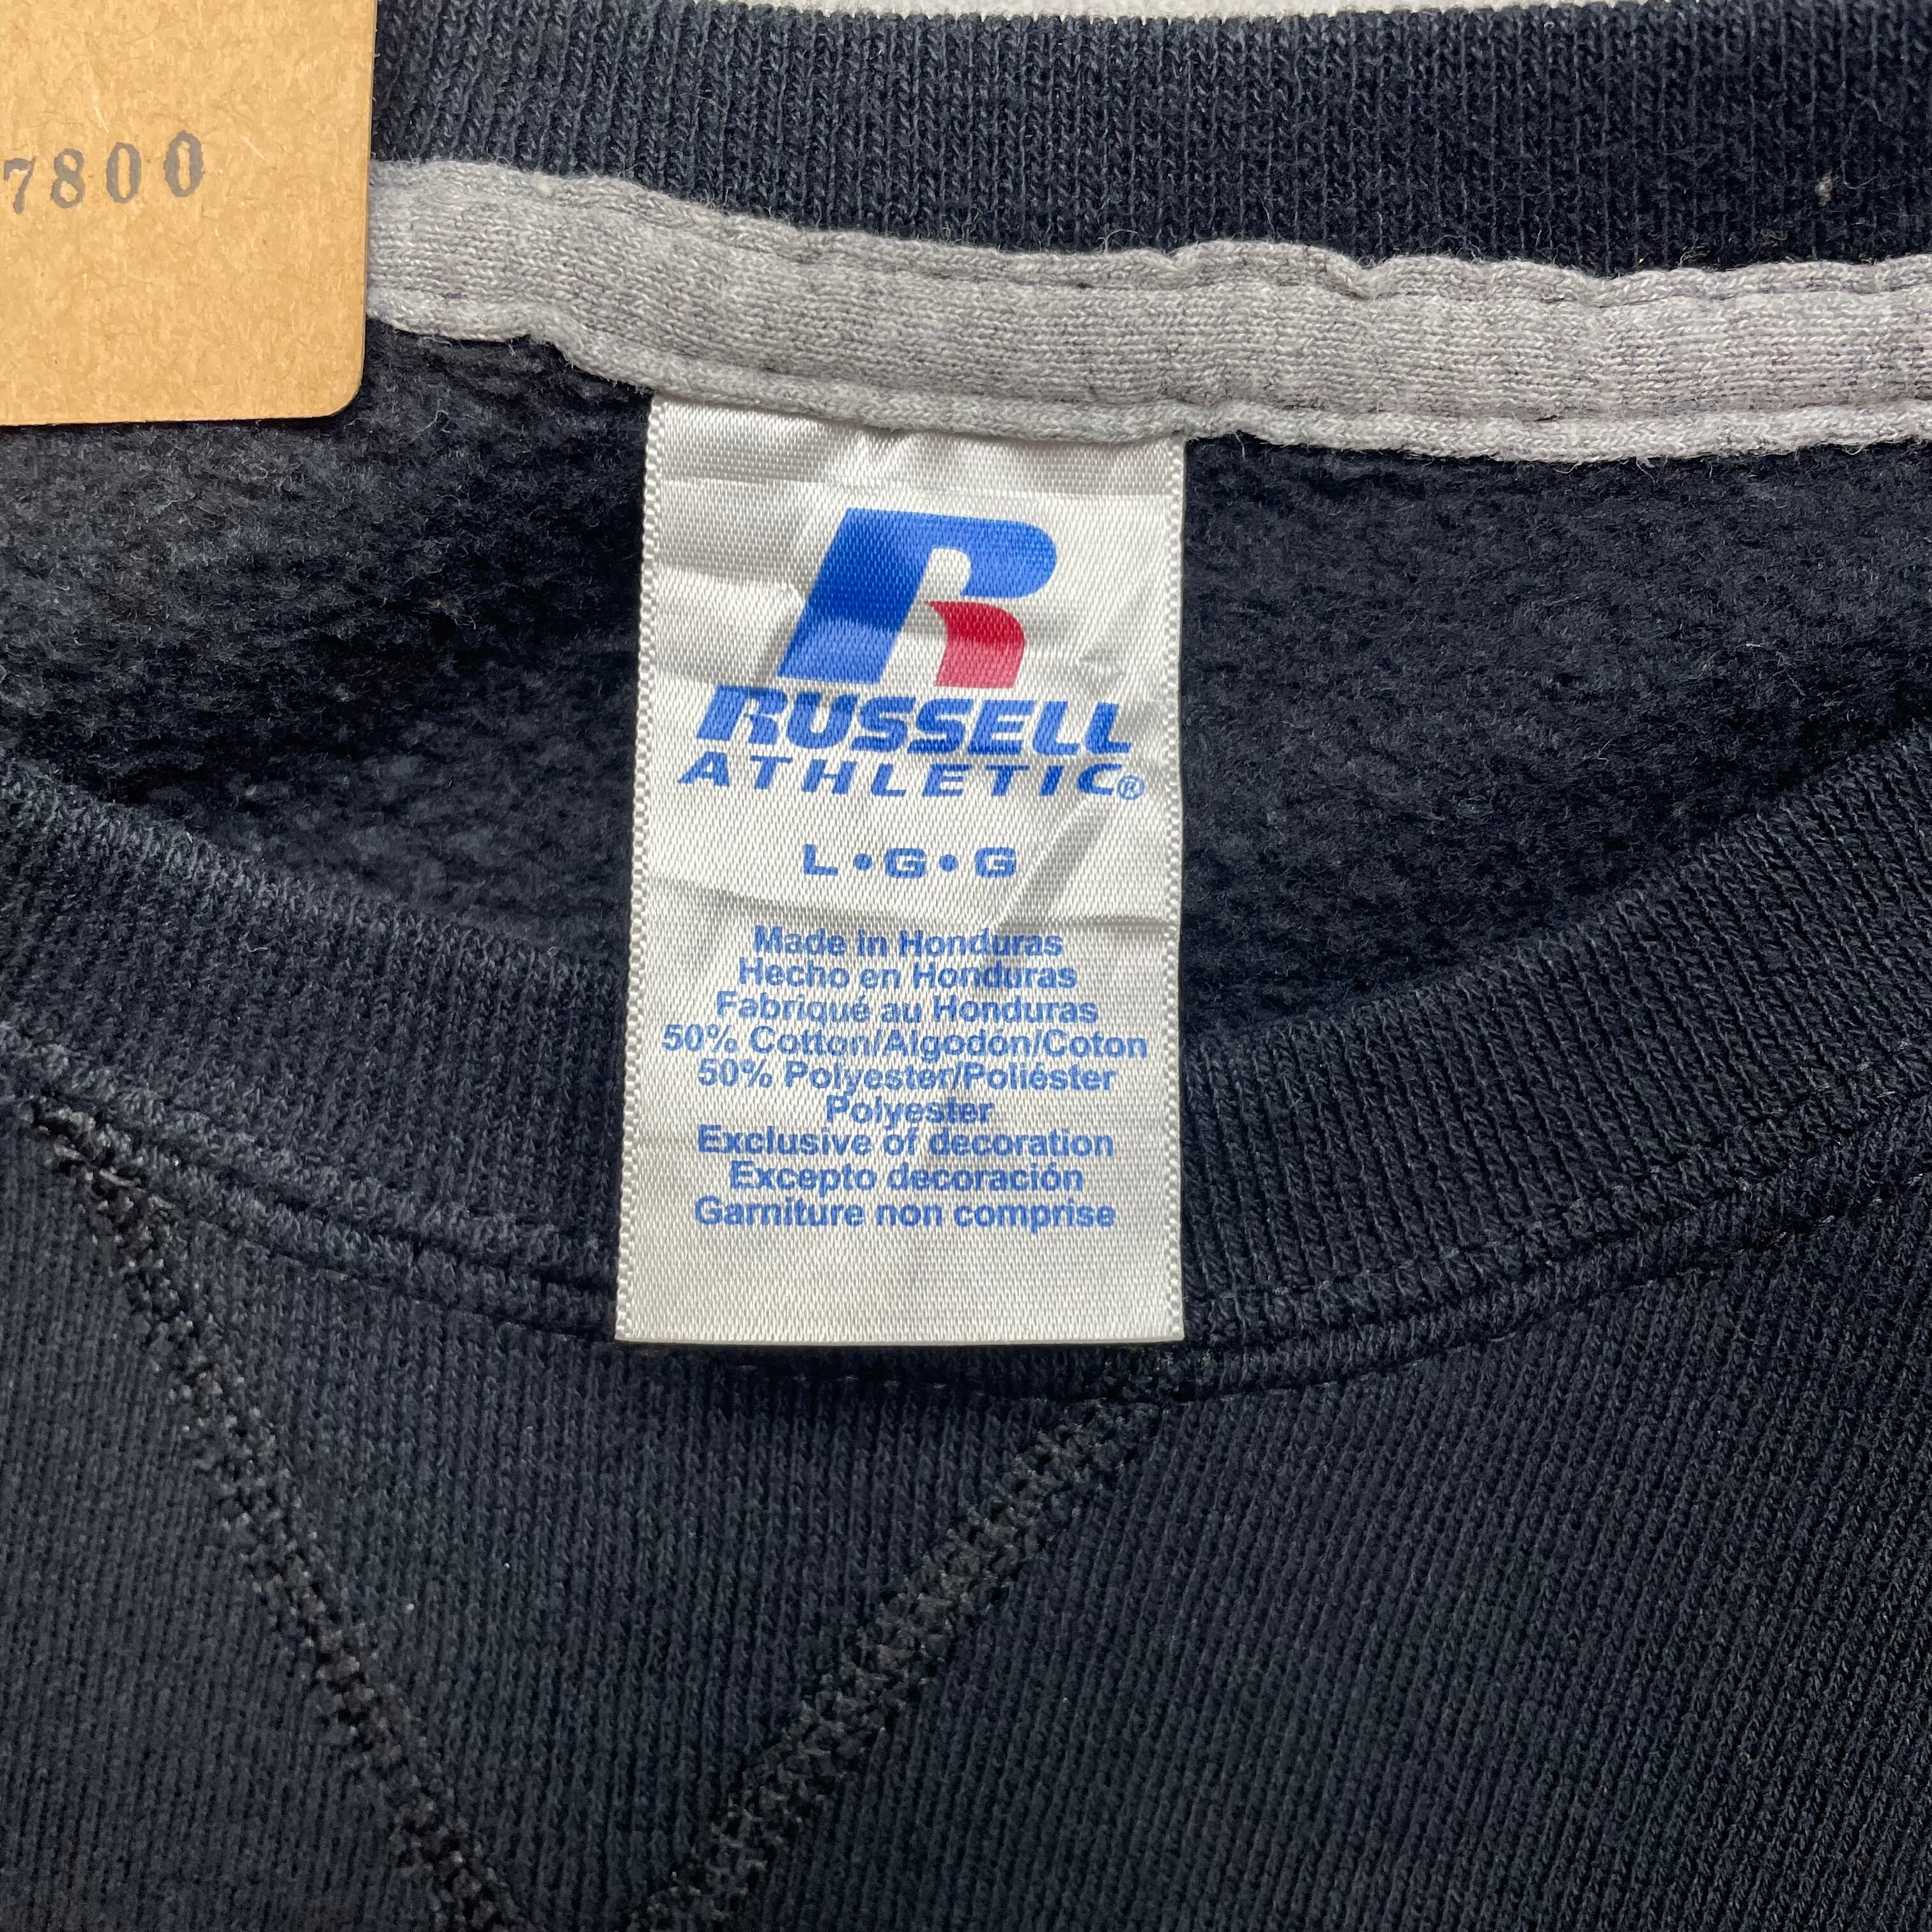 7800
RUSSELL
ATHLETIC®
L•G•G
Made in Honduras
Hecho en Honduras
Fabriqué au Honduras
50% Cotton/Algodón/Coton
50% Polyester/Poliéster
Polyester
Exclusive of decoration
Excepto decoración
Garniture non comprise